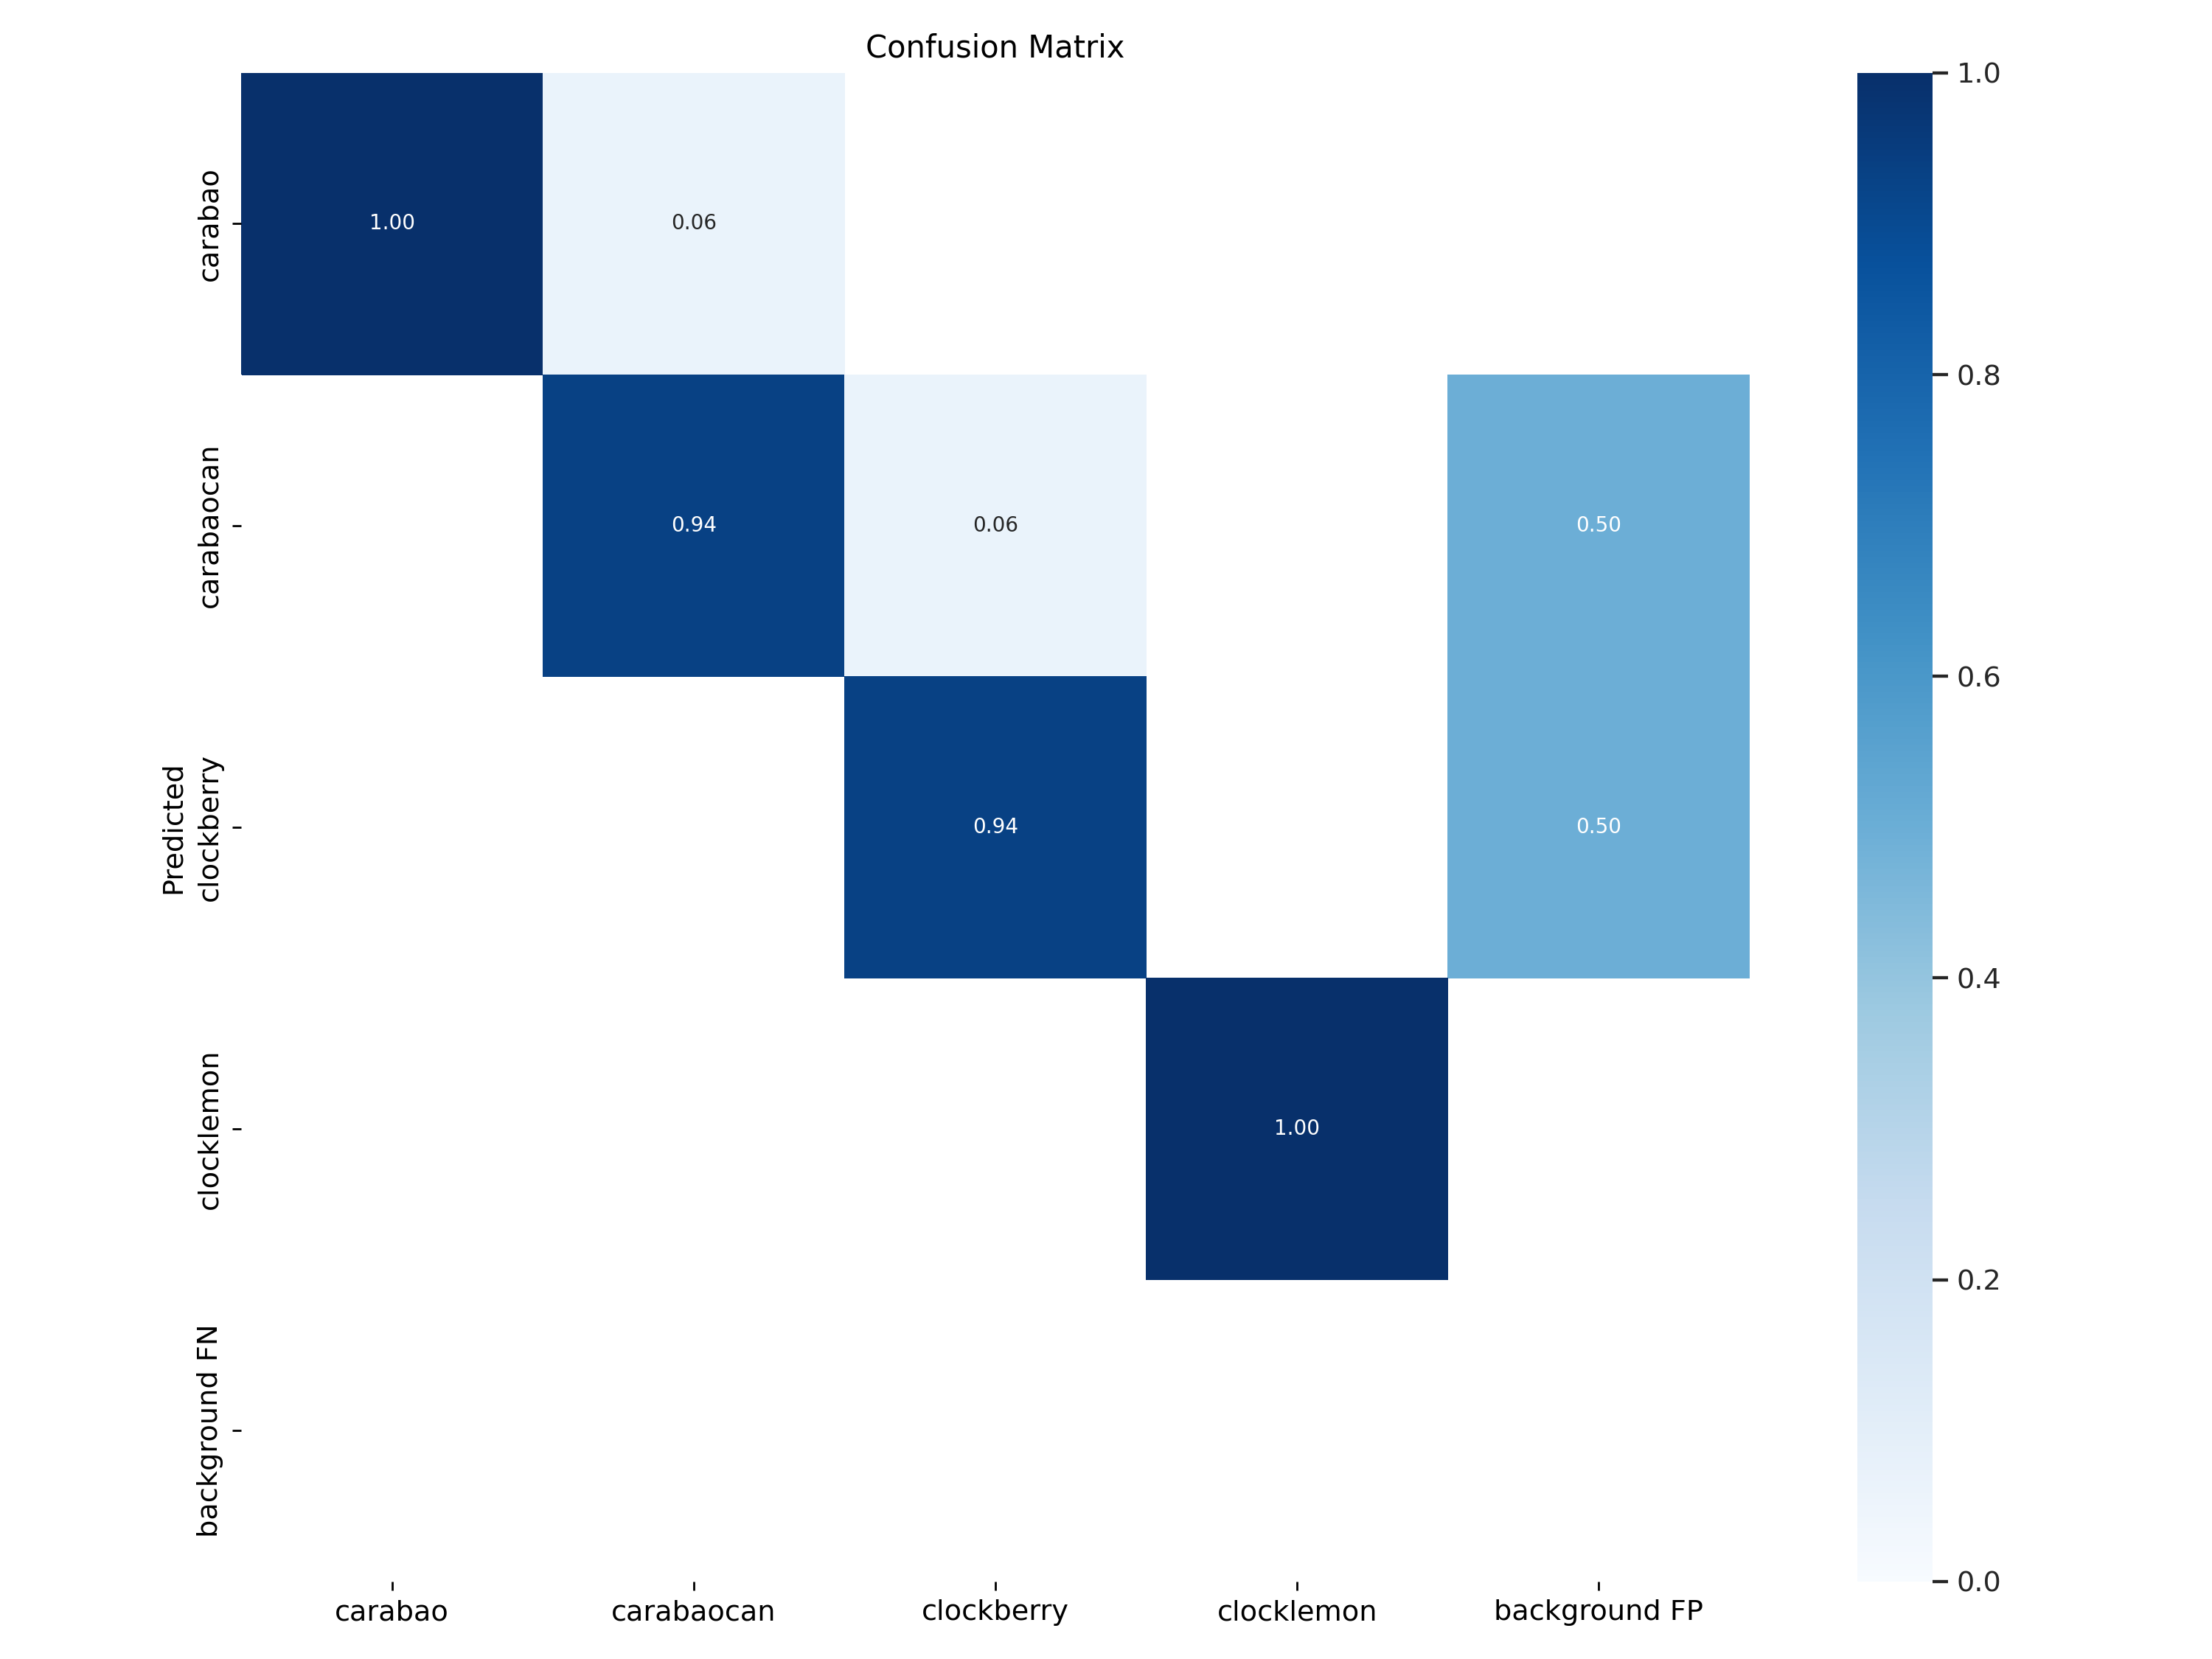 Confusion Matrix
carabao
1.00
0.06
carabaocan
0.94
0.06
0.50
Predicted
clockberry
0.94
0.50
clocklemon
1.00
background FN
carabao
carabaocan
clockberry
clocklemon
background FP
1.0
0.8
0.6
0.4
0.2
0.0